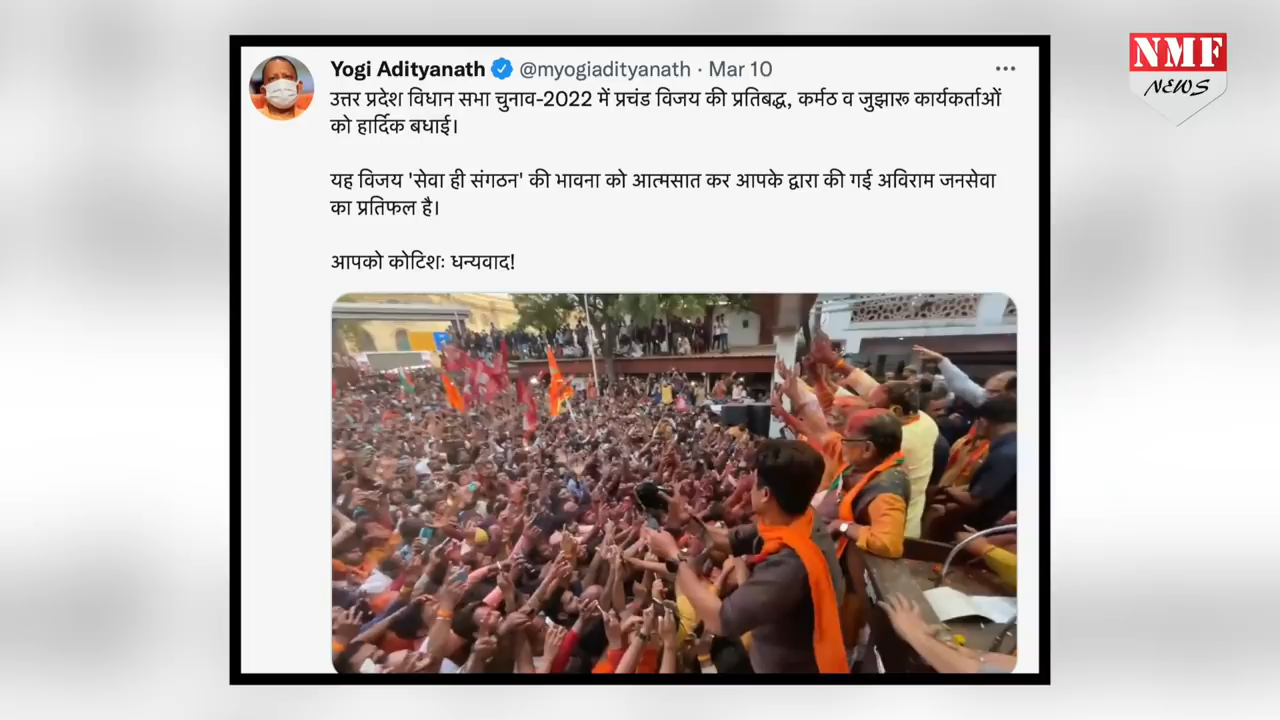 Yogi Adityanath @myogiadityanath · Mar 10
उत्तर प्रदेश विधान सभा चुनाव-2022 में प्रचंड विजय की प्रतिबद्ध, कर्मठ व जुझारू कार्यकर्ताओं
को हार्दिक बधाई।
यह विजय 'सेवा ही संगठन' की भावना को आत्मसात कर आपके द्वारा की गई अविराम जनसेवा
का प्रतिफल है।
आपको कोटिशः धन्यवाद!
NMF
NEWS